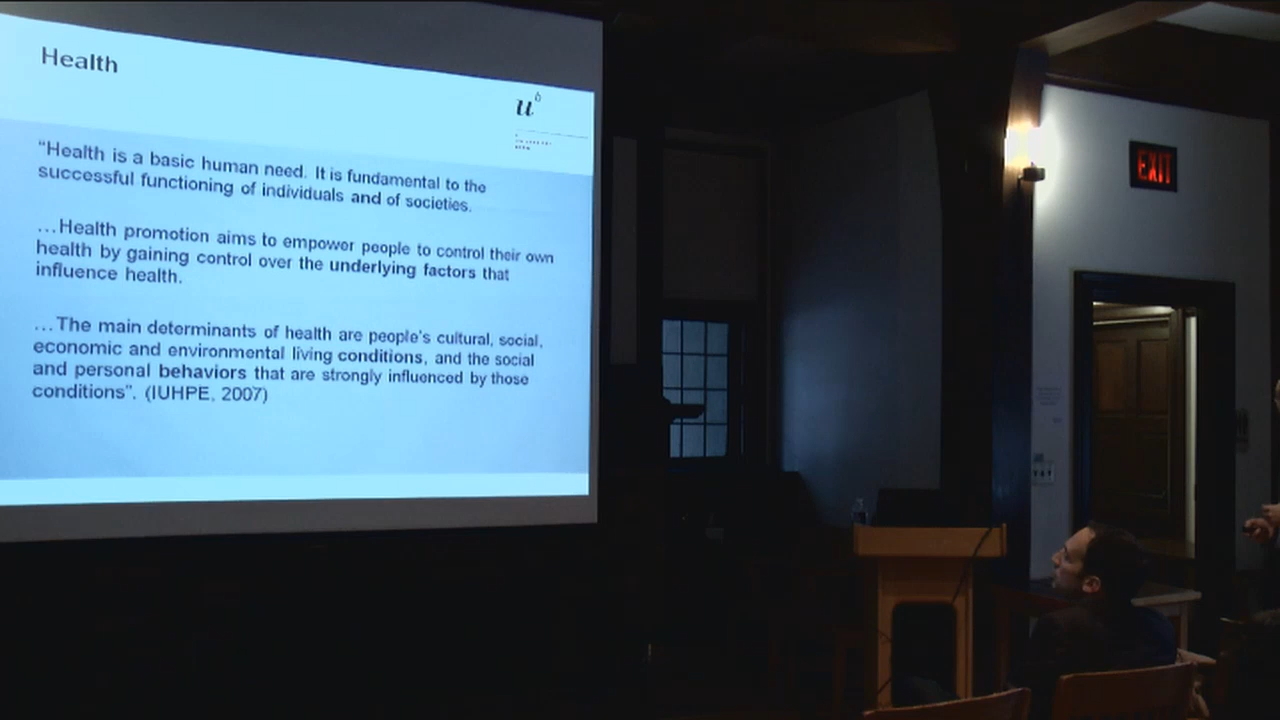 Health
u
b
"Health is a basic human need. It is fundamental to the
successful functioning of individuals and of societies.
…Health promotion aims to empower people to control their own
health by gaining control over the underlying factors that
influence health.
…The main determinants of health are people's cultural, social,
economic and environmental living conditions, and the social
and personal behaviors that are strongly influenced by those
conditions". (IUHPE, 2007)
EXIT